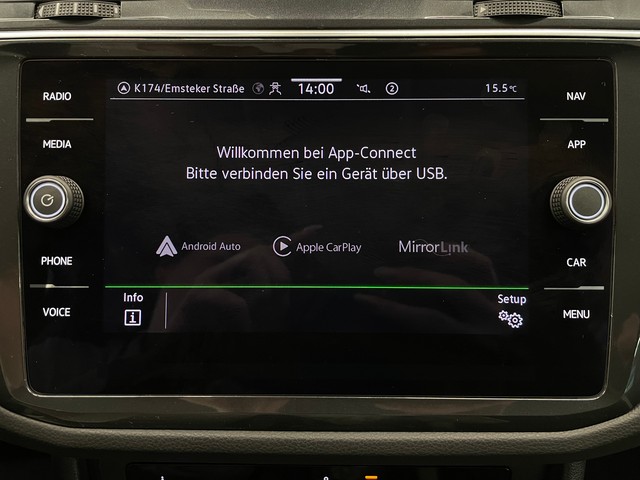 RADIO
MEDIA
PHONE
VOICE
K174/Emsteker Straße
14:00
2
15.5°C
Willkommen bei App-Connect
Bitte verbinden Sie ein Gerät über USB.
Android Auto
Apple CarPlay
MirrorLink
Info
i
Setup
NAV
APP
CAR
MENU